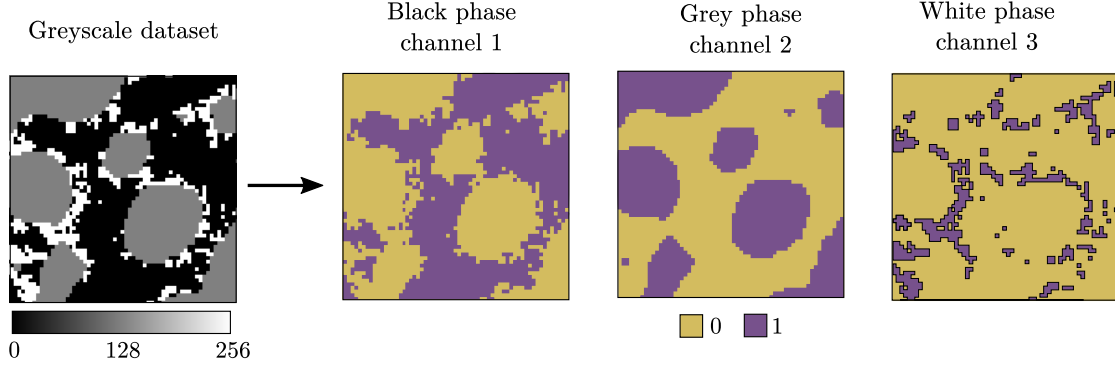 Greyscale dataset
Black phase
channel 1
Grey phase
channel 2
White phase
channel 3
0 128 256
0 1